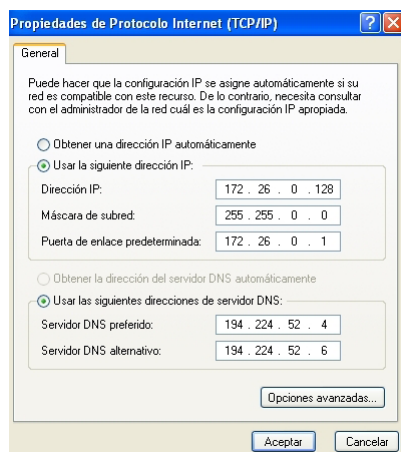 Propiedades de Protocolo Internet (TCP/IP)
General
Puede hacer que la configuración IP se asigne automáticamente si su
red es compatible con este recurso. De lo contrario, necesita consultar
con el administrador de la red cuál es la configuración IP apropiada.
Obtener una dirección IP automáticamente
Usar la siguiente dirección IP:
Dirección IP: 172 . 26 . 0 . 128
Máscara de subred: 255 . 255 . 0 . 0
Puerta de enlace predeterminada: 172 . 26 . 0 . 1
Obtener la dirección del servidor DNS automáticamente
Usar las siguientes direcciones de servidor DNS:
Servidor DNS preferido: 194 . 224 . 52 . 4
Servidor DNS alternativo: 194 . 224 . 52 . 6
Opciones avanzadas...
Aceptar Cancelar